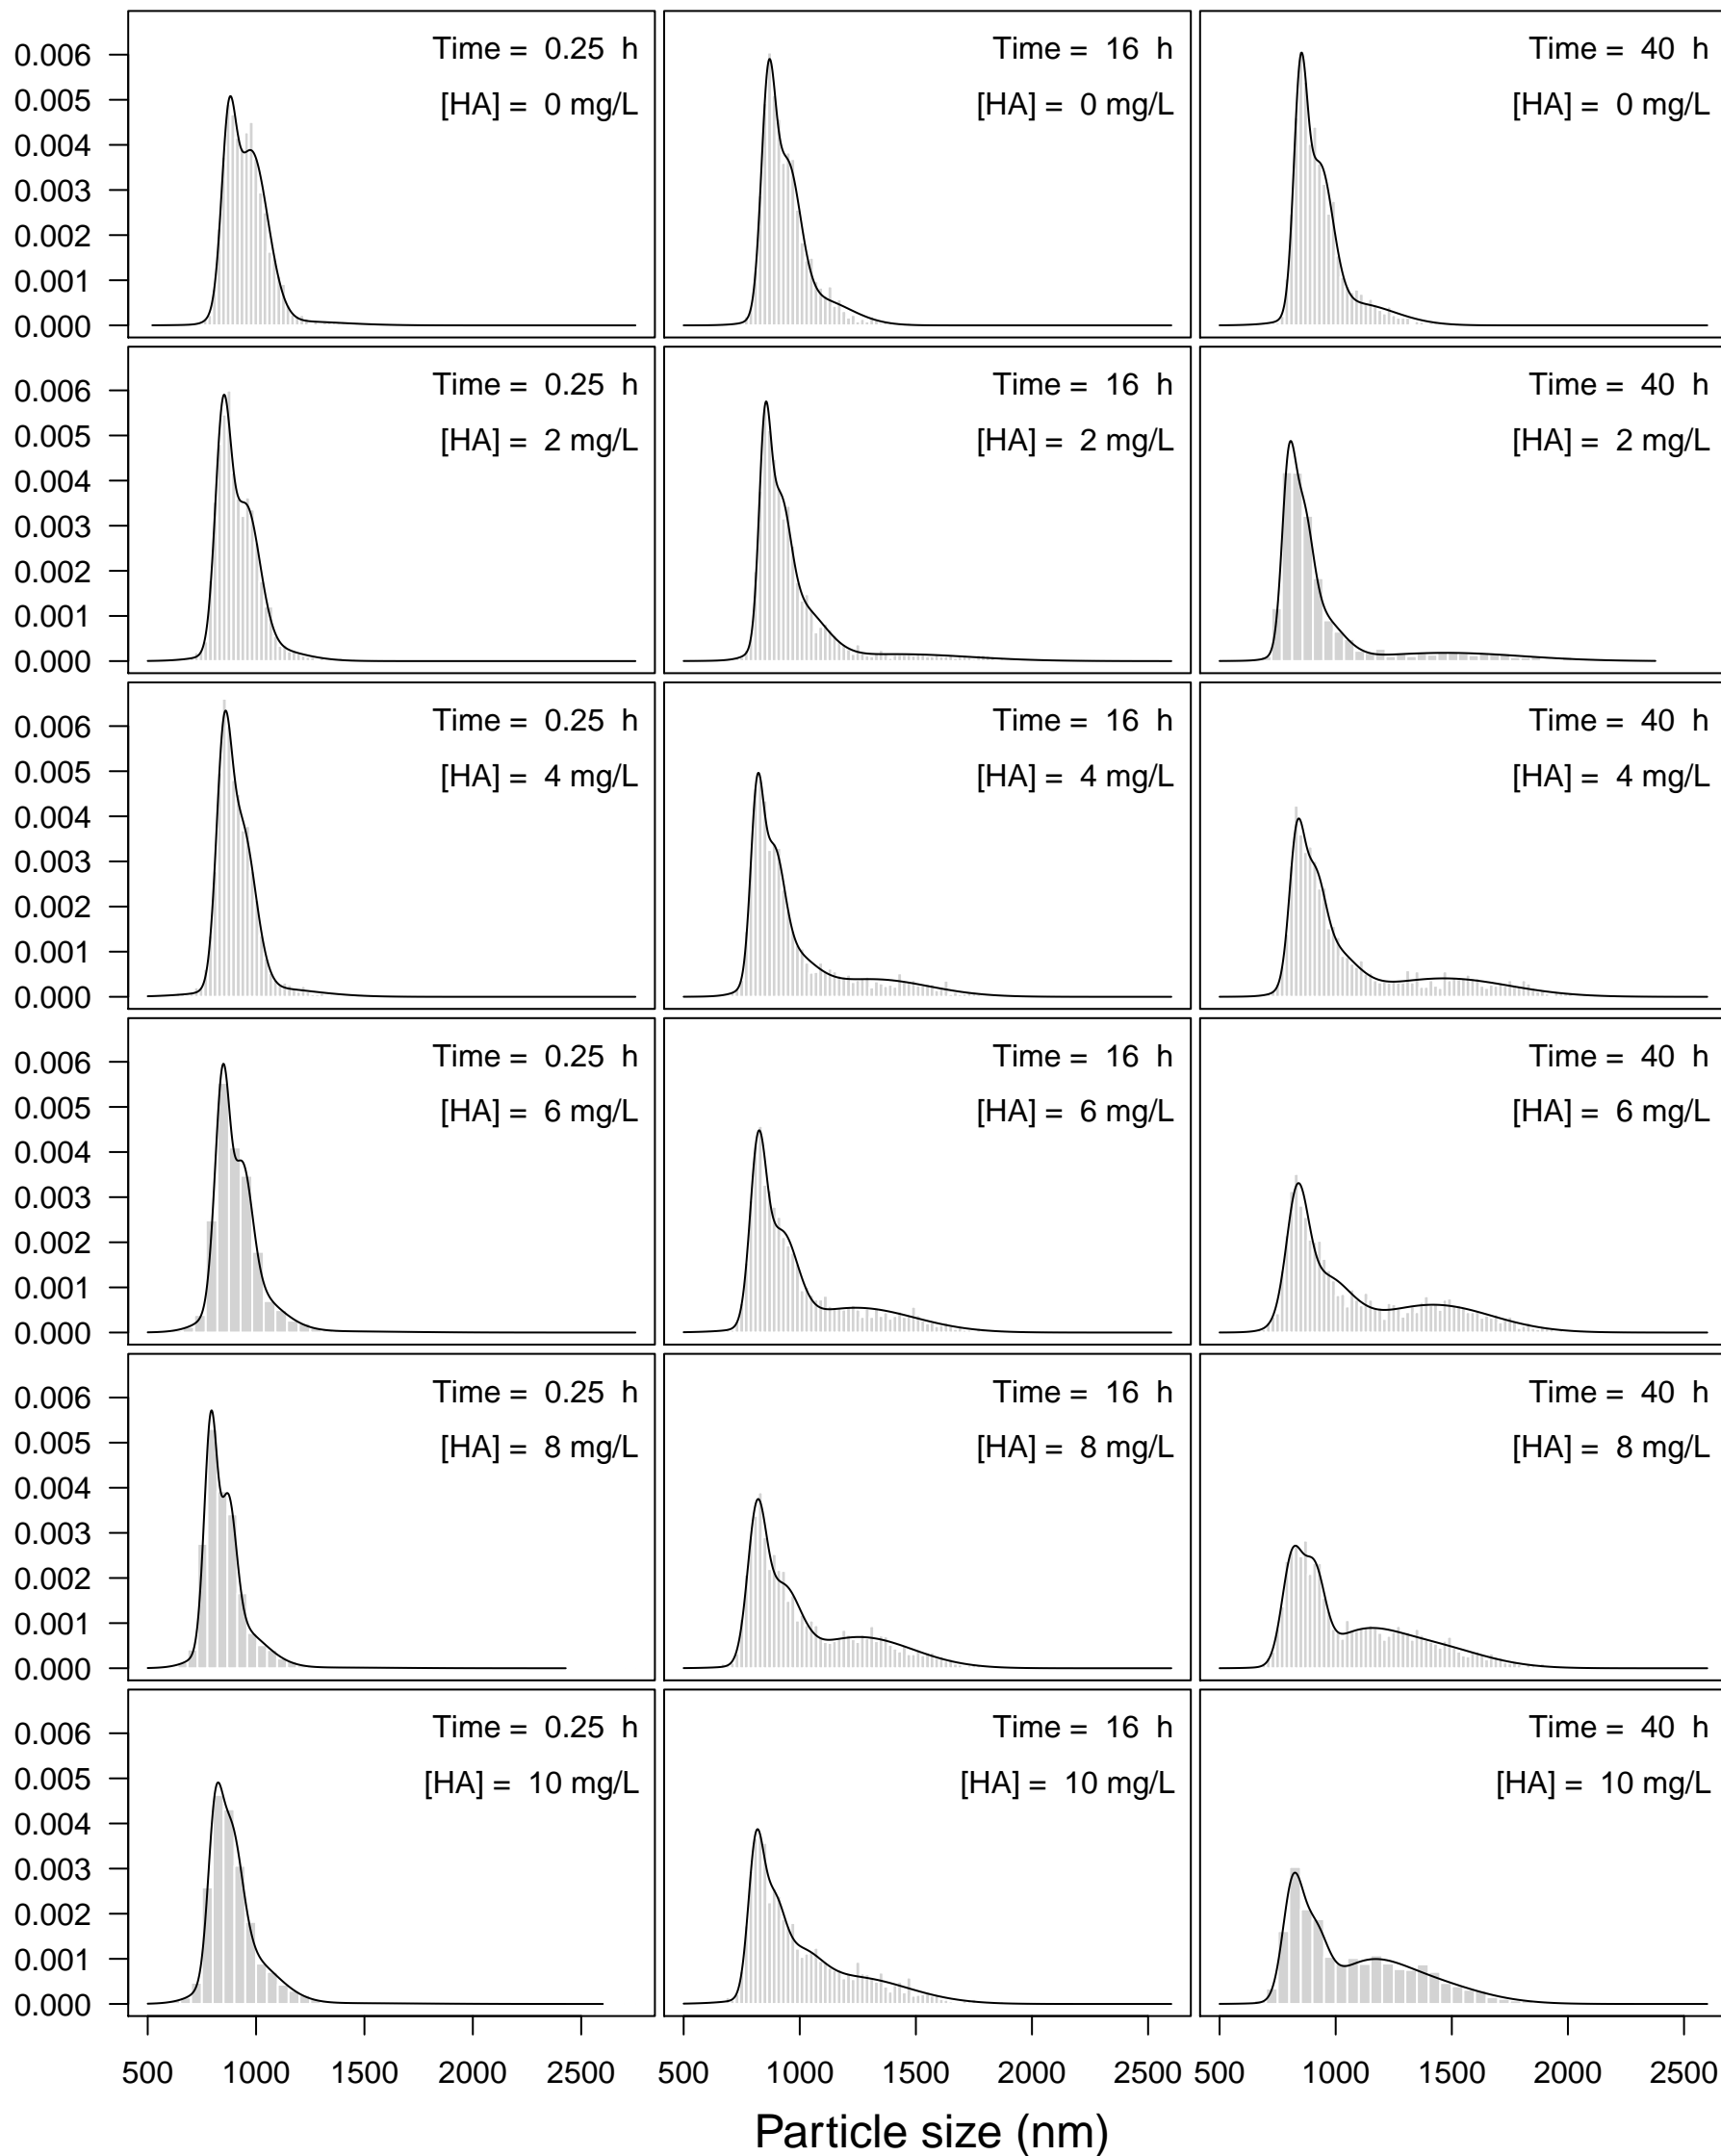 Time = 0.25 h
[HA] = 0 mg/L
Time = 16 h
[HA] = 0 mg/L
Time = 40 h
[HA] = 0 mg/L
0.006
0.005
0.004
0.003
0.002
0.001
0.000
Time = 0.25 h
[HA] = 2 mg/L
Time = 16 h
[HA] = 2 mg/L
Time = 40 h
[HA] = 2 mg/L
0.006
0.005
0.004
0.003
0.002
0.001
0.000
Time = 0.25 h
[HA] = 4 mg/L
Time = 16 h
[HA] = 4 mg/L
Time = 40 h
[HA] = 4 mg/L
0.006
0.005
0.004
0.003
0.002
0.001
0.000
Time = 0.25 h
[HA] = 6 mg/L
Time = 16 h
[HA] = 6 mg/L
Time = 40 h
[HA] = 6 mg/L
0.006
0.005
0.004
0.003
0.002
0.001
0.000
Time = 0.25 h
[HA] = 8 mg/L
Time = 16 h
[HA] = 8 mg/L
Time = 40 h
[HA] = 8 mg/L
0.006
0.005
0.004
0.003
0.002
0.001
0.000
Time = 0.25 h
[HA] = 10 mg/L
Time = 16 h
[HA] = 10 mg/L
Time = 40 h
[HA] = 10 mg/L
0.006
0.005
0.004
0.003
0.002
0.001
0.000
500 1000 1500 2000 2500 500 1000 1500 2000 2500 500 1000 1500 2000 2500
Particle size (nm)